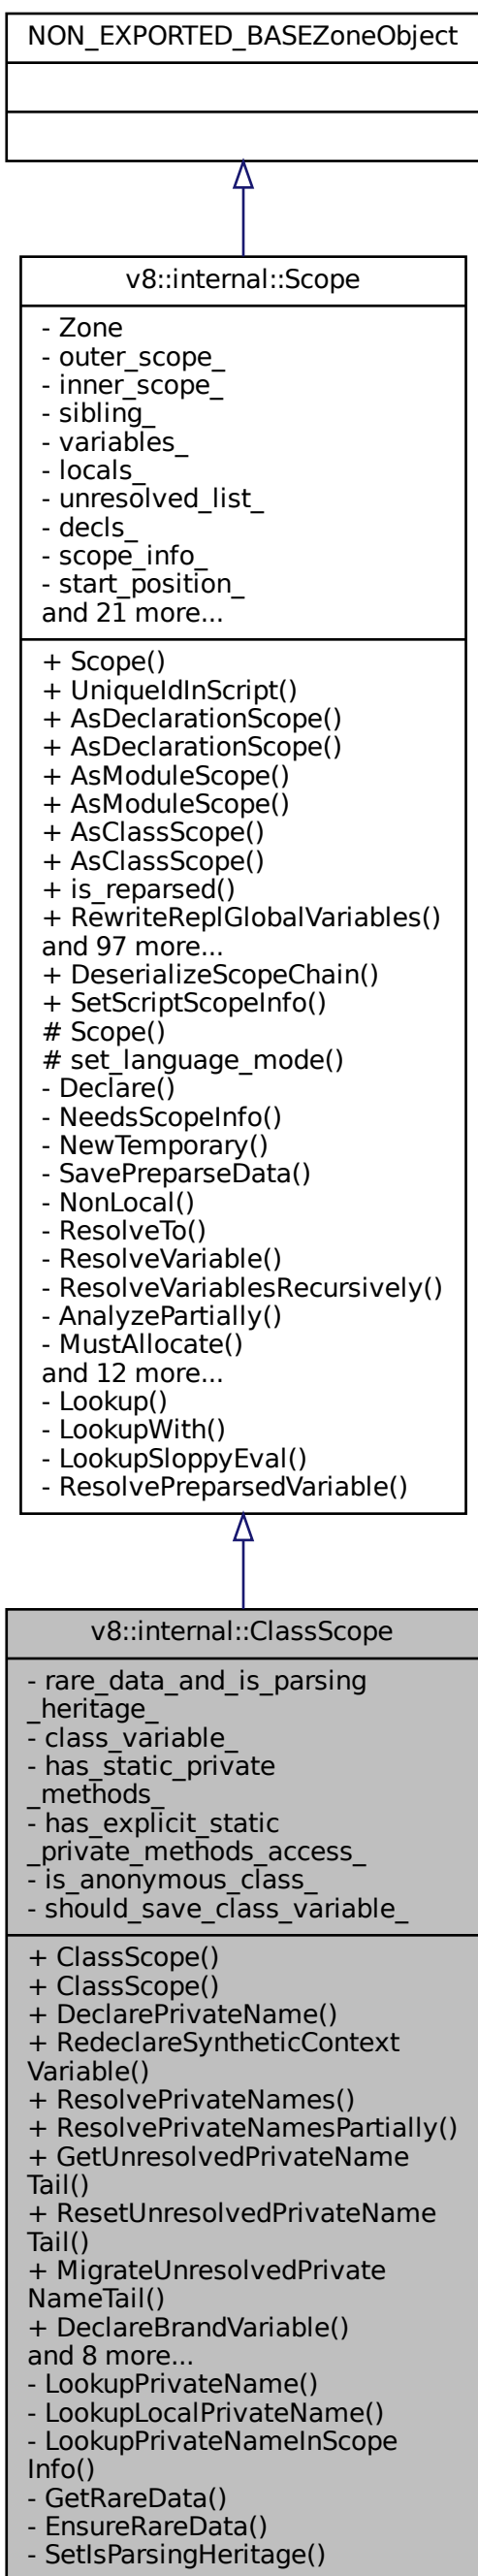 NON_EXPORTED_BASEZoneObject
v8::internal::Scope
- Zone
- outer_scope_
- inner_scope_
- sibling_
- variables_
- locals_
- unresolved_list_
- decls_
- scope_info_
- start_position_
and 21 more...
+ Scope()
+ UniqueIdInScript()
+ AsDeclarationScope()
+ AsDeclarationScope()
+ AsModuleScope()
+ AsModuleScope()
+ AsClassScope()
+ AsClassScope()
+ is_reparsed()
+ RewriteReplGlobalVariables()
and 97 more...
+ DeserializeScopeChain()
+ SetScriptScopeInfo()
# Scope()
# set_language_mode()
- Declare()
- NeedsScopeInfo()
- NewTemporary()
- SavePreparseData()
- NonLocal()
- ResolveTo()
- ResolveVariable()
- ResolveVariablesRecursively()
- AnalyzePartially()
- MustAllocate()
and 12 more...
- Lookup()
- LookupWith()
- LookupSloppyEval()
- ResolvePreparsedVariable()
v8::internal::ClassScope
- rare_data_and_is_parsing
_heritage_
- class_variable_
- has_static_private
_methods_
- has_explicit_static
_private_methods_access_
- is_anonymous_class_
- should_save_class_variable_
+ ClassScope()
+ ClassScope()
+ DeclarePrivateName()
+ RedeclareSyntheticContext
Variable()
+ ResolvePrivateNames()
+ ResolvePrivateNamesPartially()
+ GetUnresolvedPrivateName
Tail()
+ ResetUnresolvedPrivateName
Tail()
+ MigrateUnresolvedPrivate
NameTail()
+ DeclareBrandVariable()
and 8 more...
- LookupPrivateName()
- LookupLocalPrivateName()
- LookupPrivateNameInScope
Info()
- GetRareData()
- EnsureRareData()
- SetIsParsingHeritage()